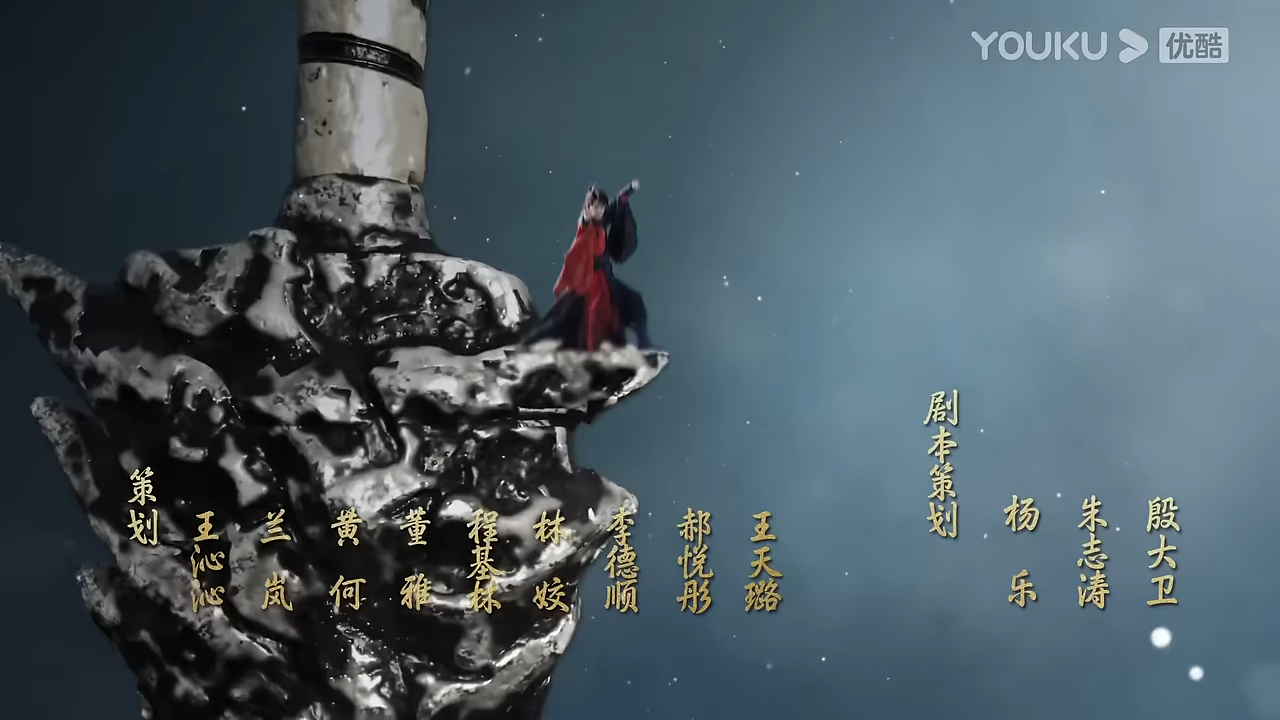 YOUKU 优酷
剧本策划
杨乐
朱志涛
殷大卫
策划
王沁沁
兰岚
黄何
董雅
程基林
林姣
李德顺
郝悦彤
王天璐